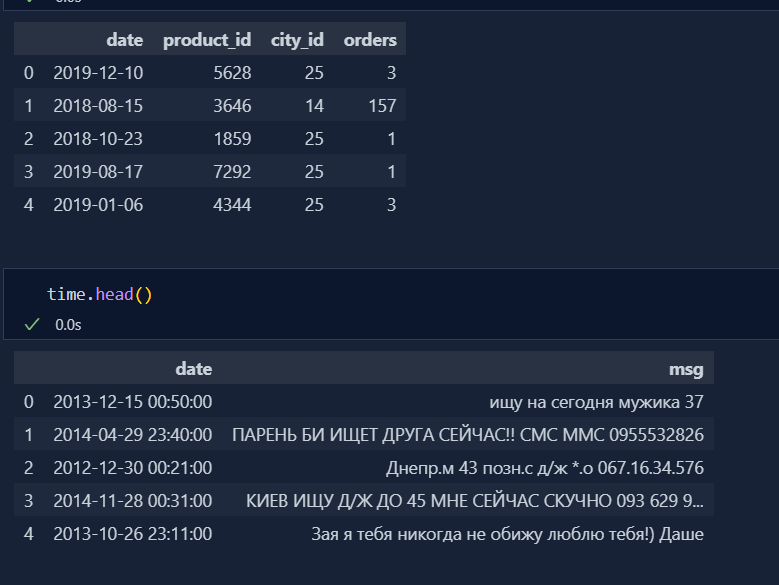 date product_id city_id orders
0 2019-12-10 5628 25 3
1 2018-08-15 3646 14 157
2 2018-10-23 1859 25 1
3 2019-08-17 7292 25 1
4 2019-01-06 4344 25 3
time.head()
0.0s
date msg
0 2013-12-15 00:50:00 ищу на сегодня мужика 37
1 2014-04-29 23:40:00 ПАРЕНЬ БИ ИЩЕТ ДРУГА СЕЙЧАС!! СМС ММС 0955532826
2 2012-12-30 00:21:00 Днепр.м 43 позн.с д/ж *.о 067.16.34.576
3 2014-11-28 00:31:00 КИЕВ ИЩУ Д/Ж ДО 45 МНЕ СЕЙЧАС СКУЧНО 093 629 9...
4 2013-10-26 23:11:00 Зая я тебя никогда не обижу люблю тебя!) Даше